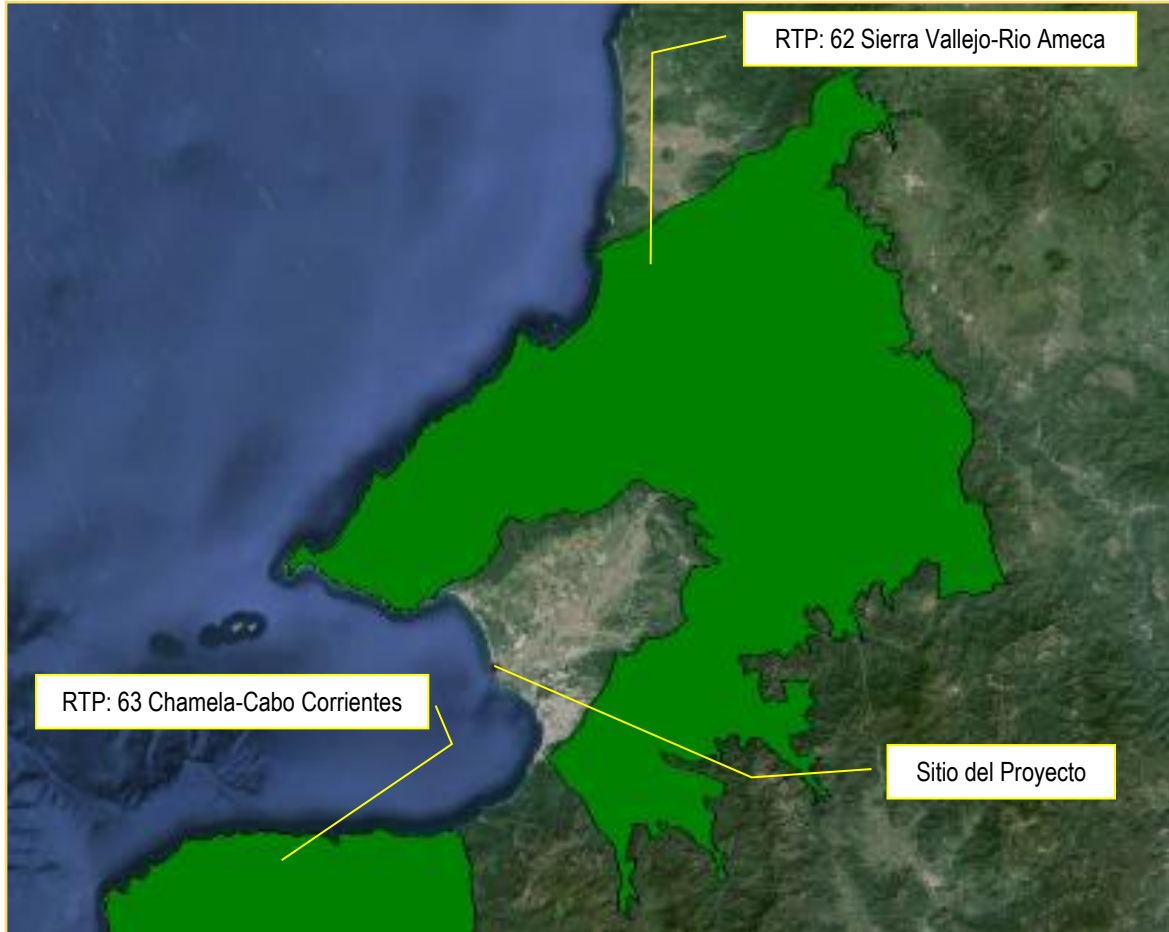 RTP: 62 Sierra Vallejo-Rio Ameca
RTP: 63 Chamela-Cabo Corrientes
Sitio del Proyecto